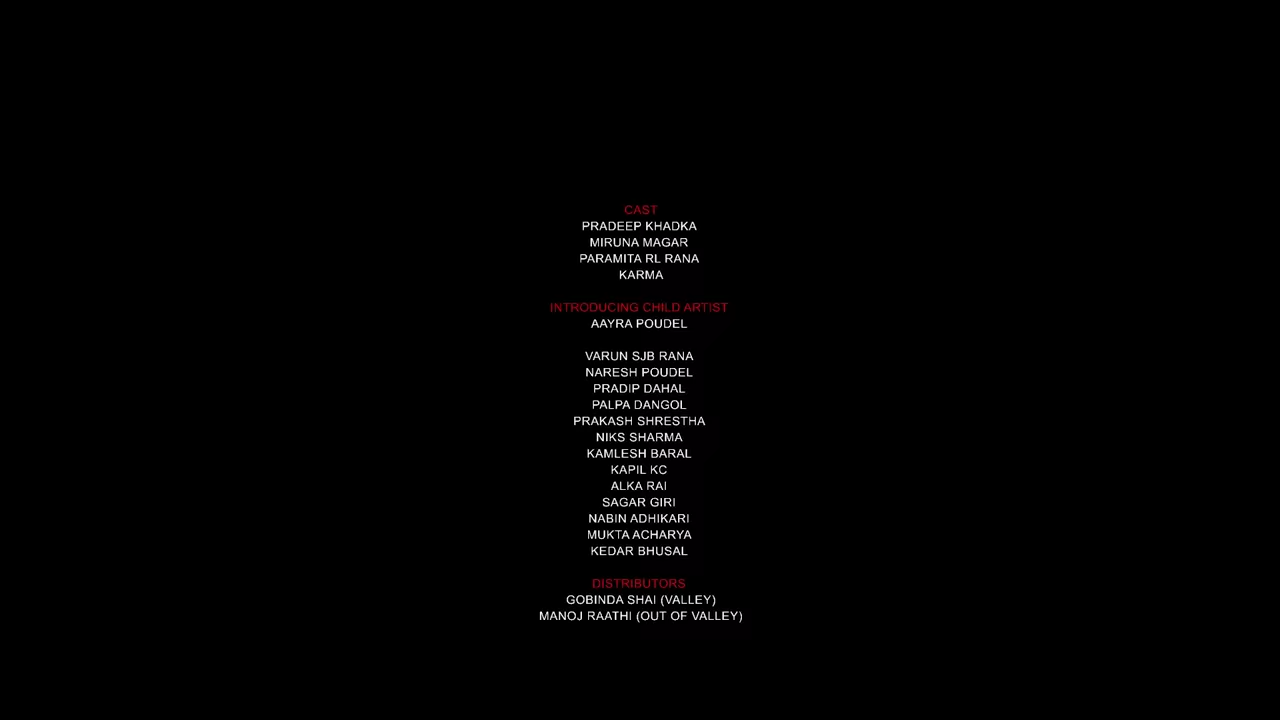 CAST
PRADEEP KHADKA
MIRUNA MAGAR
PARAMITA RL RANA
KARMA
INTRODUCING CHILD ARTIST
AAYRA POUDEL
VARUN SJB RANA
NARESH POUDEL
PRADIP DAHAL
PALPA DANGOL
PRAKASH SHRESTHA
NIKS SHARMA
KAMLESH BARAL
KAPIL KC
ALKA RAI
SAGAR GIRI
NABIN ADHIKARI
MUKTA ACHARYA
KEDAR BHUSAL
DISTRIBUTORS
GOBINDA SHAI (VALLEY)
MANOJ RAATHI (OUT OF VALLEY)